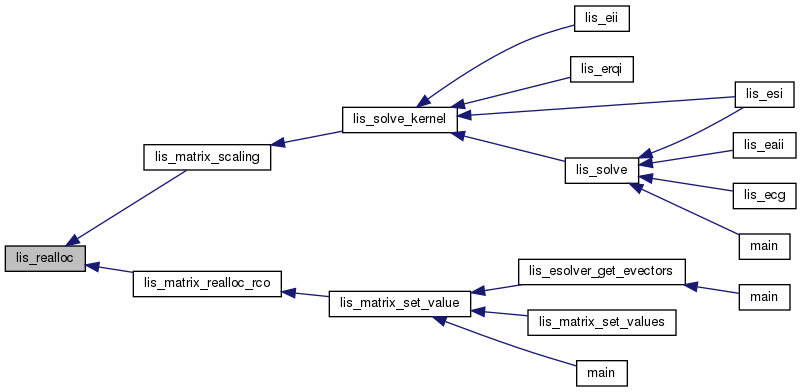 lis_eii
lis_erqi
lis_esi
lis_solve_kernel
lis_eaii
lis_matrix_scaling
lis_solve
lis_ecg
main
lis_realloc
lis_esolver_get_evectors
lis_matrix_realloc_rco
main
lis_matrix_set_value
lis_matrix_set_values
main